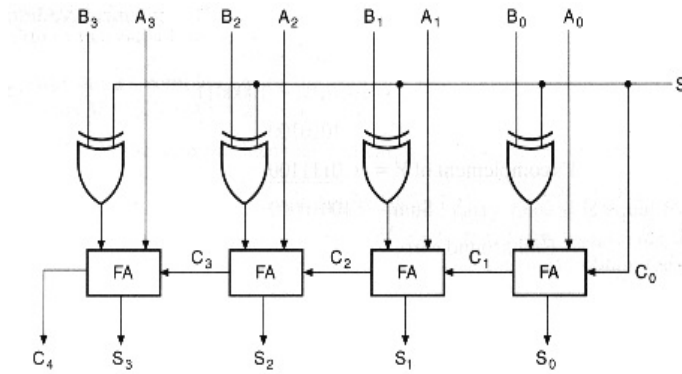 B3 A3 B2 A2 B1 A1 B0 A0
S
FA C3 FA C2 FA C1 FA C0
C4 S3 S2 S1 S0